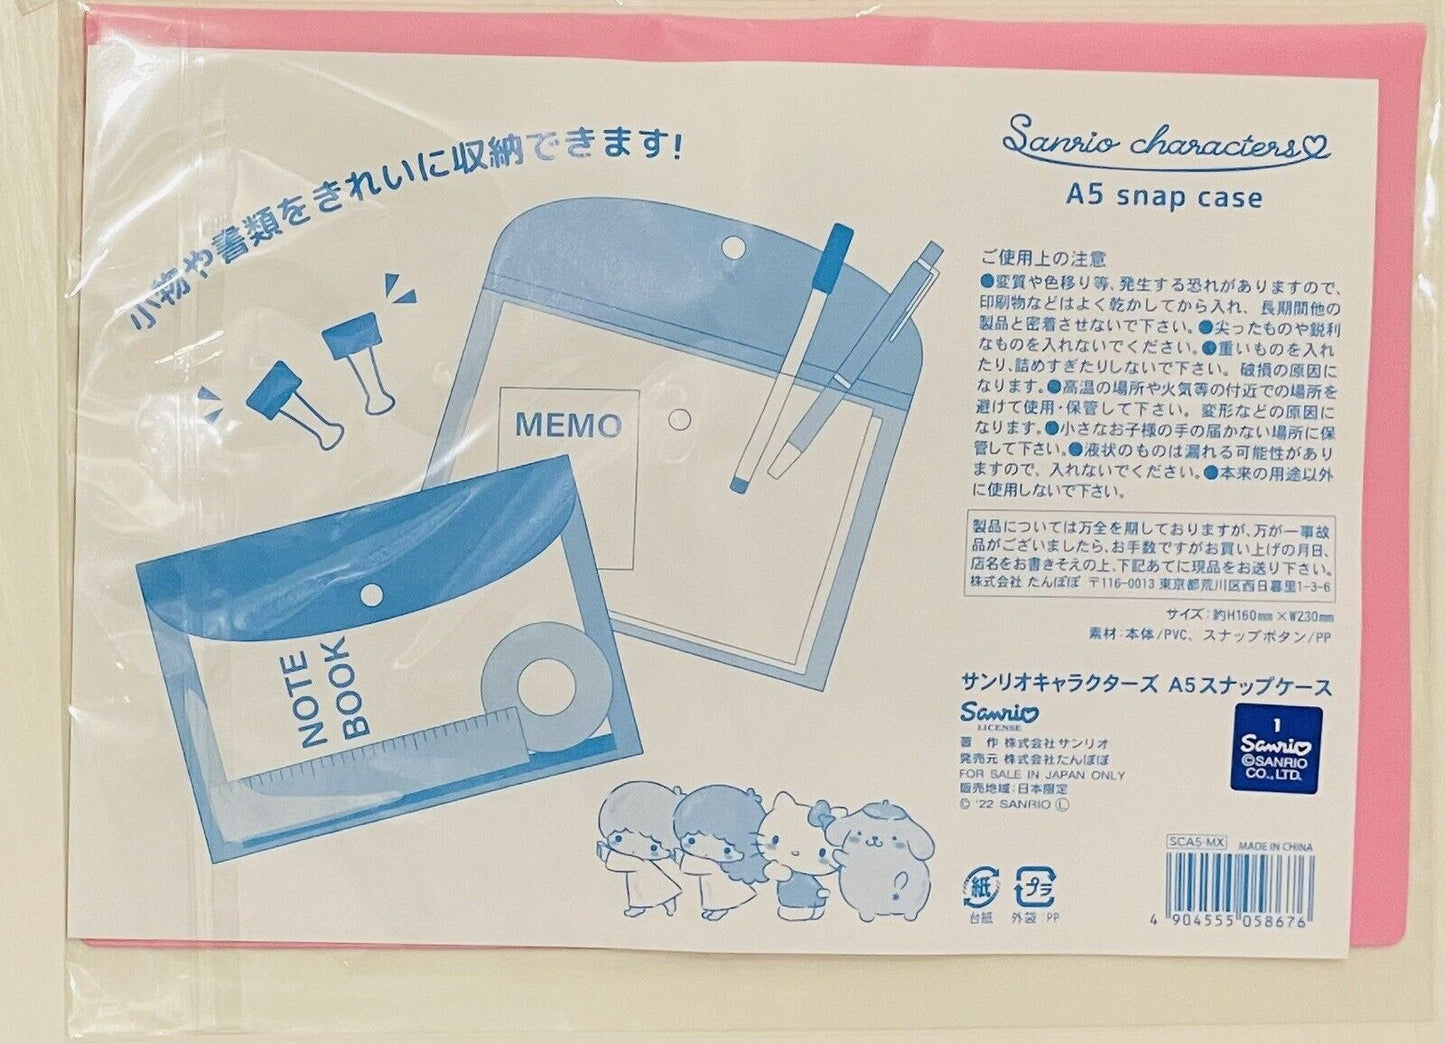 小物や書類をきれいに収納できます!
MEMO
NOTE
BOOK
Sanrio characters
A5 snap case
ご使用上の注意
●変質や色移り等、発生する恐れがありますので、
印刷物などはよく乾かしてから入れ、長期間他の
製品と密着させないで下さい。●尖ったものや鋭利
なものを入れないでください。●重いものを入れ
たり、詰めすぎたりしないで下さい。破損の原因に
なります。●高温の場所や火気等の付近での場所を
避けて使用・保管して下さい。変形などの原因に
なります。●小さなお子様の手の届かない場所に保
管して下さい。●液状のものは漏れる可能性があり
ますので、入れないでください。●本来の用途以外
に使用しないで下さい。
製品については万全を期しておりますが、万が一事故
品がございましたら、お手数ですがお買い上げの月日、
店名をお書きそえの上、下記あてに現品をお送り下さい。
株式会社 たんぽぽ 〒116-0013 東京都荒川区西日暮里1-3-6
サイズ:約H160mm×W230mm
素材:本体/PVC、スナップボタン/PP
サンリオキャラクターズ A5スナップケース
Sanrio
LICENSE
著 作 株式会社サンリオ
発売元 株式会社たんぽぽ
FOR SALE IN JAPAN ONLY
販売地域:日本限定
© '22 SANRIO Ⓛ
1
Sanrio
©SANRIO
CO., LTD.
紙
台紙
プラ
外袋:PP
SCA5-MX MADE IN CHINA
4 904555 058676